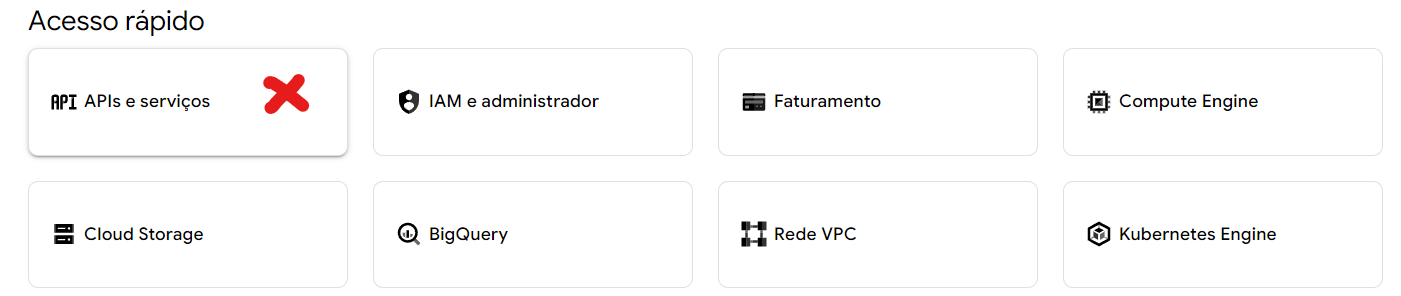 Acesso rápido
API APIs e serviços
IAM e administrador
Faturamento
Compute Engine
Cloud Storage
BigQuery
Rede VPC
Kubernetes Engine